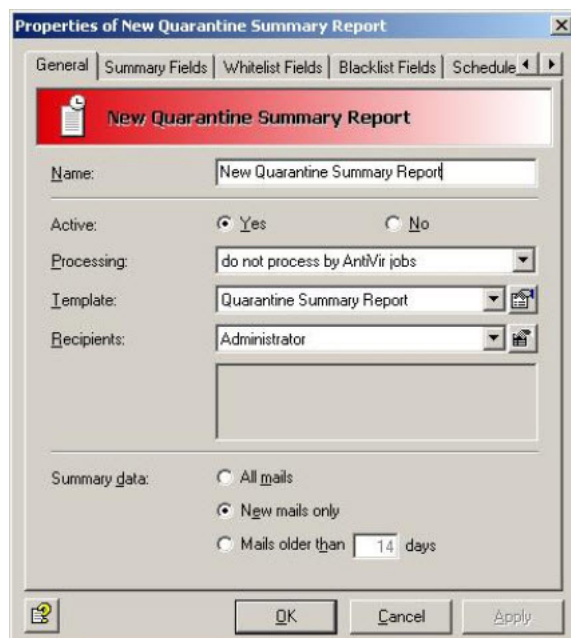 Properties of New Quarantine Summary Report
General Summary Fields Whitelist Fields Blacklist Fields Schedule
New Quarantine Summary Report
Name: New Quarantine Summary Report
Active: Yes No
Processing: do not process by AntiVir jobs
Template: Quarantine Summary Report
Recipients: Administrator
Summary data: All mails
New mails only
Mails older than 14 days
OK Cancel Apply